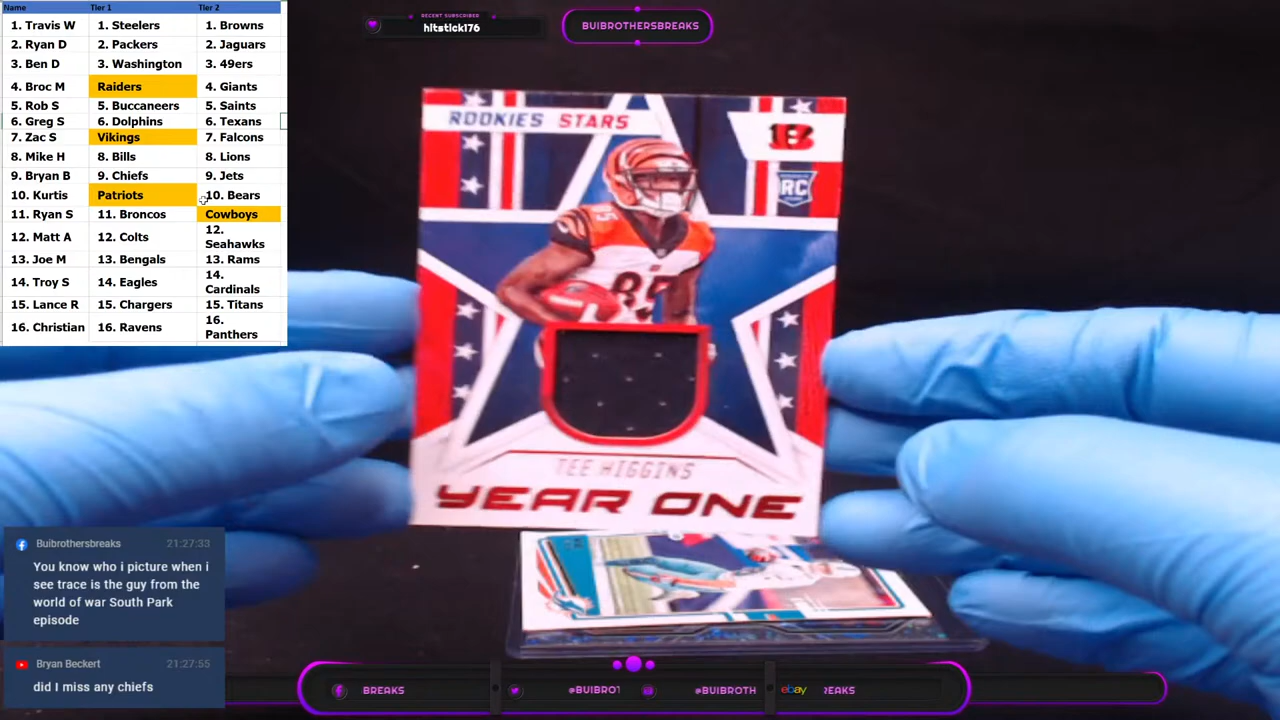 Name Tier 1 Tier 2
1. Travis W 1. Steelers 1. Browns
2. Ryan D 2. Packers 2. Jaguars
3. Ben D 3. Washington 3. 49ers
4. Broc M Raiders 4. Giants
5. Rob S 5. Buccaneers 5. Saints
6. Greg S 6. Dolphins 6. Texans
7. Zac S Vikings 7. Falcons
8. Mike H 8. Bills 8. Lions
9. Bryan B 9. Chiefs 9. Jets
10. Kurtis Patriots 10. Bears
11. Ryan S 11. Broncos Cowboys
12. Matt A 12. Colts 12.
Seahawks
13. Joe M 13. Bengals 13. Rams
14. Troy S 14. Eagles 14.
Cardinals
15. Lance R 15. Chargers 15. Titans
16. Christian 16. Ravens 16.
Panthers
RECENT SUBSCRIBER
hitstick176
BUIBROTHERSBREAKS
ROOKIES STARS
B
RC
85
TEE HIGGINS
YEAR ONE
Buibrothersbreaks 21:27:33
You know who i picture when i
see trace is the guy from the
world of war South Park
episode
Bryan Beckert 21:27:55
did I miss any chiefs
BREAKS @BUIBRO @BUIBROTH ebay REAKS